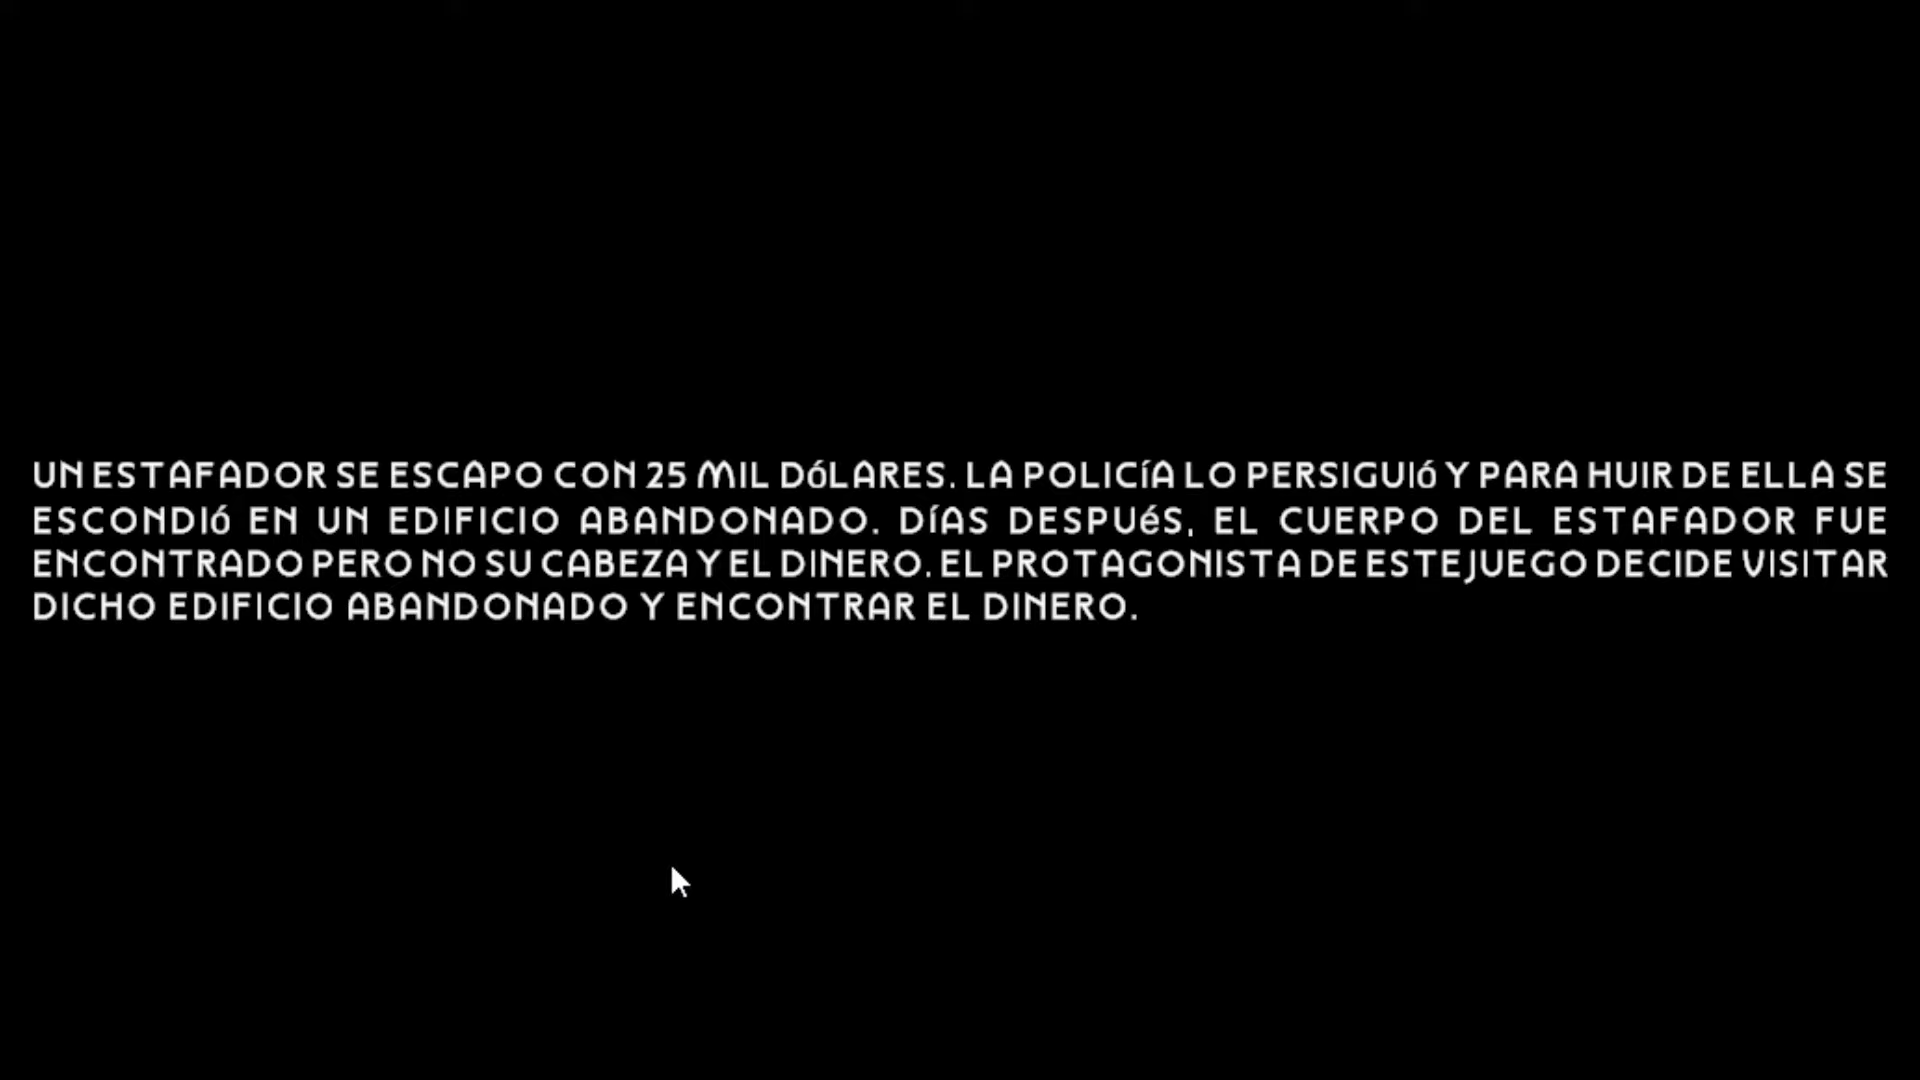 UN ESTAFADOR SE ESCAPO CON 25 MIL DóLARES. LA POLICíA LO PERSIGUIó Y PARA HUIR DE ELLA SE
ESCONDIó EN UN EDIFICIO ABANDONADO. DíAS DESPUéS, EL CUERPO DEL ESTAFADOR FUE
ENCONTRADO PERO NO SU CABEZA Y EL DINERO. EL PROTAGONISTA DE ESTE JUEGO DECIDE VISITAR
DICHO EDIFICIO ABANDONADO Y ENCONTRAR EL DINERO.